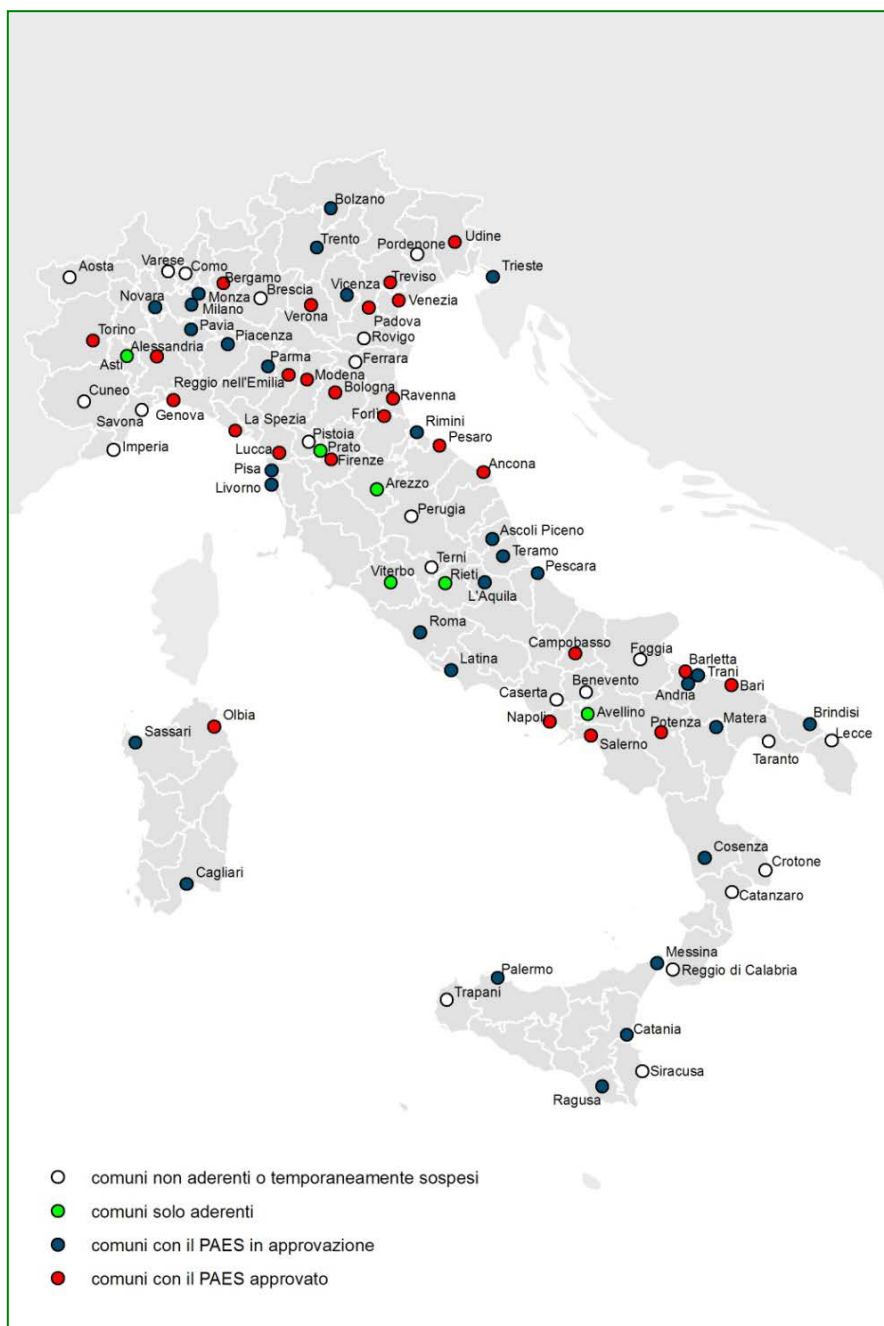 Bolzano
Udine
Pordenone
Trento
Trieste
Varese
Como
Aosta
Bergamo
Treviso
Vicenza
Brescia
Venezia
Novara
Monza
Milano
Verona
Padova
Pavia
Rovigo
Torino
Alessandria
Piacenza
Asti
Parma
Ferrara
Modena
Reggio nell'Emilia
Bologna
Ravenna
Cuneo
Savona
Genova
Forlì
La Spezia
Rimini
Pistoia
Pesaro
Imperia
Lucca
Prato
Firenze
Ancona
Pisa
Livorno
Arezzo
Perugia
Ascoli Piceno
Teramo
Terni
Pescara
Viterbo
Rieti
L'Aquila
Roma
Campobasso
Foggia
Latina
Barletta
Trani
Benevento
Bari
Caserta
Andria
Avellino
Napoli
Potenza
Matera
Brindisi
Olbia
Lecce
Sassari
Salerno
Taranto
Cosenza
Crotone
Cagliari
Catanzaro
Messina
Palermo
Reggio di Calabria
Trapani
Catania
Siracusa
Ragusa
comuni non aderenti o temporaneamente sospesi
comuni solo aderenti
comuni con il PAES in approvazione
comuni con il PAES approvato